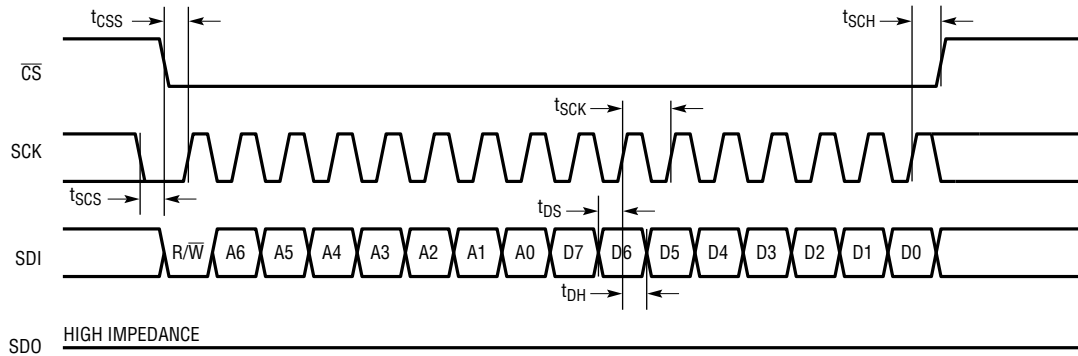 tCSS tSCH
C̅S̅
tSCK
SCK
tSCS
tDS
SDI R/W̅ A6 A5 A4 A3 A2 A1 A0 D7 D6 D5 D4 D3 D2 D1 D0
tDH
SDO HIGH IMPEDANCE